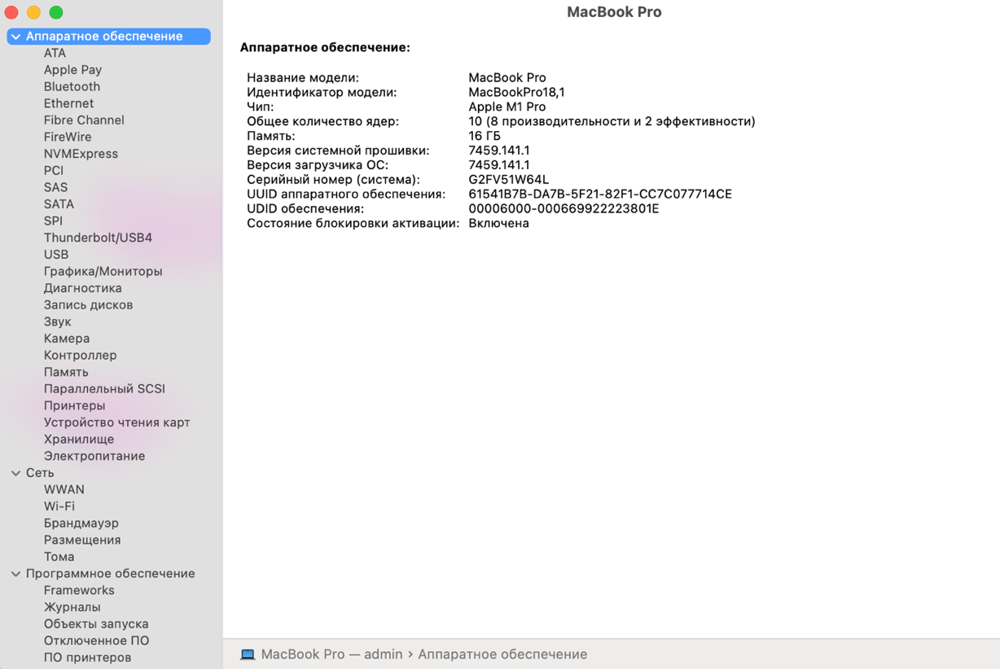 MacBook Pro
Аппаратное обеспечение
ATA
Apple Pay
Bluetooth
Ethernet
Fibre Channel
FireWire
NVMExpress
PCI
SAS
SATA
SPI
Thunderbolt/USB4
USB
Графика/Мониторы
Диагностика
Запись дисков
Звук
Камера
Контроллер
Память
Параллельный SCSI
Принтеры
Устройство чтения карт
Хранилище
Электропитание
Сеть
WWAN
Wi-Fi
Брандмауэр
Размещения
Тома
Программное обеспечение
Frameworks
Журналы
Объекты запуска
Отключенное ПО
ПО принтеров
Аппаратное обеспечение:
Название модели: MacBook Pro
Идентификатор модели: MacBookPro18,1
Чип: Apple M1 Pro
Общее количество ядер: 10 (8 производительности и 2 эффективности)
Память: 16 ГБ
Версия системной прошивки: 7459.141.1
Версия загрузчика ОС: 7459.141.1
Серийный номер (система): G2FV51W64L
UUID аппаратного обеспечения: 61541B7B-DA7B-5F21-82F1-CC7C077714CE
UDID обеспечения: 00006000-000669922223801E
Состояние блокировки активации: Включена
MacBook Pro — admin › Аппаратное обеспечение